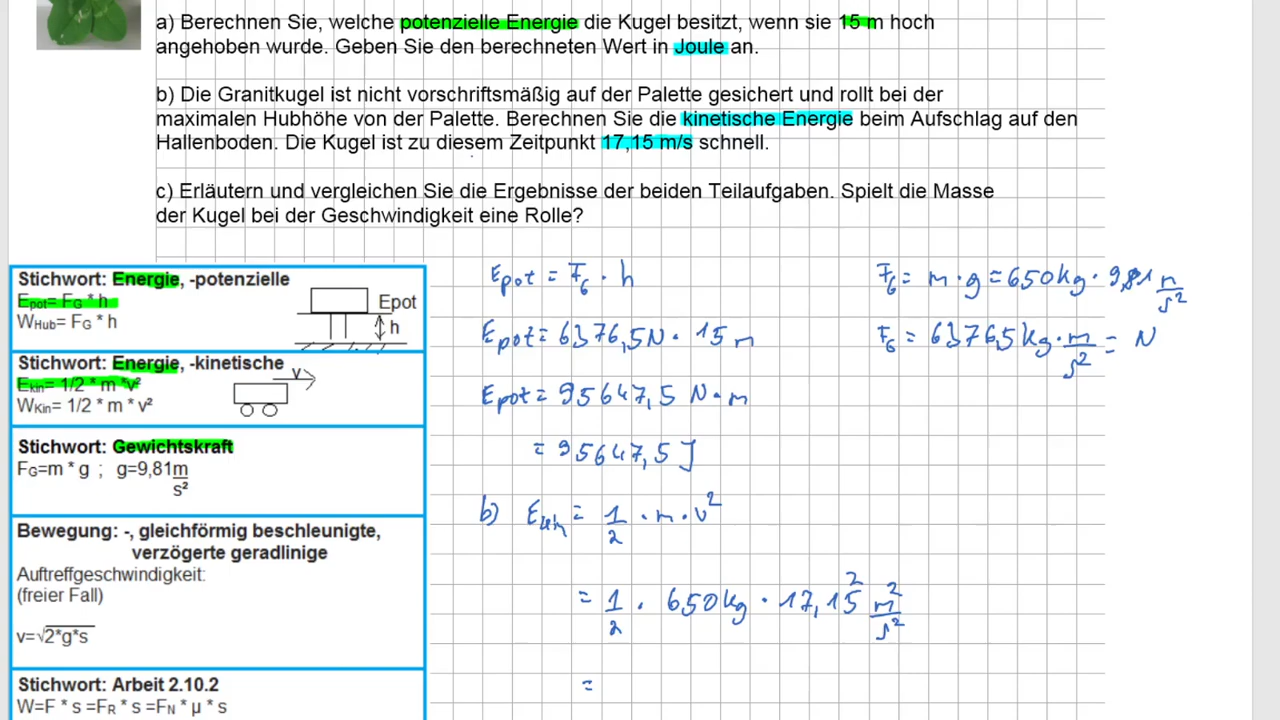 a) Berechnen Sie, welche potenzielle Energie die Kugel besitzt, wenn sie 15 m hoch
angehoben wurde. Geben Sie den berechneten Wert in Joule an.
b) Die Granitkugel ist nicht vorschriftsmäßig auf der Palette gesichert und rollt bei der
maximalen Hubhöhe von der Palette. Berechnen Sie die kinetische Energie beim Aufschlag auf den
Hallenboden. Die Kugel ist zu diesem Zeitpunkt 17,15 m/s schnell.
c) Erläutern und vergleichen Sie die Ergebnisse der beiden Teilaufgaben. Spielt die Masse
der Kugel bei der Geschwindigkeit eine Rolle?
Stichwort: Energie, -potenzielle
Epot= FG * h
WHub= FG * h
Epot
h
Stichwort: Energie, -kinetische
Ekin= 1/2 * m *v²
WKin= 1/2 * m * v²
v
Stichwort: Gewichtskraft
FG=m * g ; g=9,81m
s²
Bewegung: -, gleichförmig beschleunigte,
verzögerte geradlinige
Auftreffgeschwindigkeit:
(freier Fall)
v=√2*g*s
Stichwort: Arbeit 2.10.2
W=F * s =FR * s =FN * µ * s
Epot = FG · h
Epot = 6376,5N · 15 m
Epot = 95647,5 N·m
= 95647,5 J
b) Ekin = 1/2 · m · v²
= 1/2 · 650kg · 17,15² m²/s²
=
FG = m · g = 650kg · 9,81 m/s²
FG = 6376,5 kg · m/s² = N